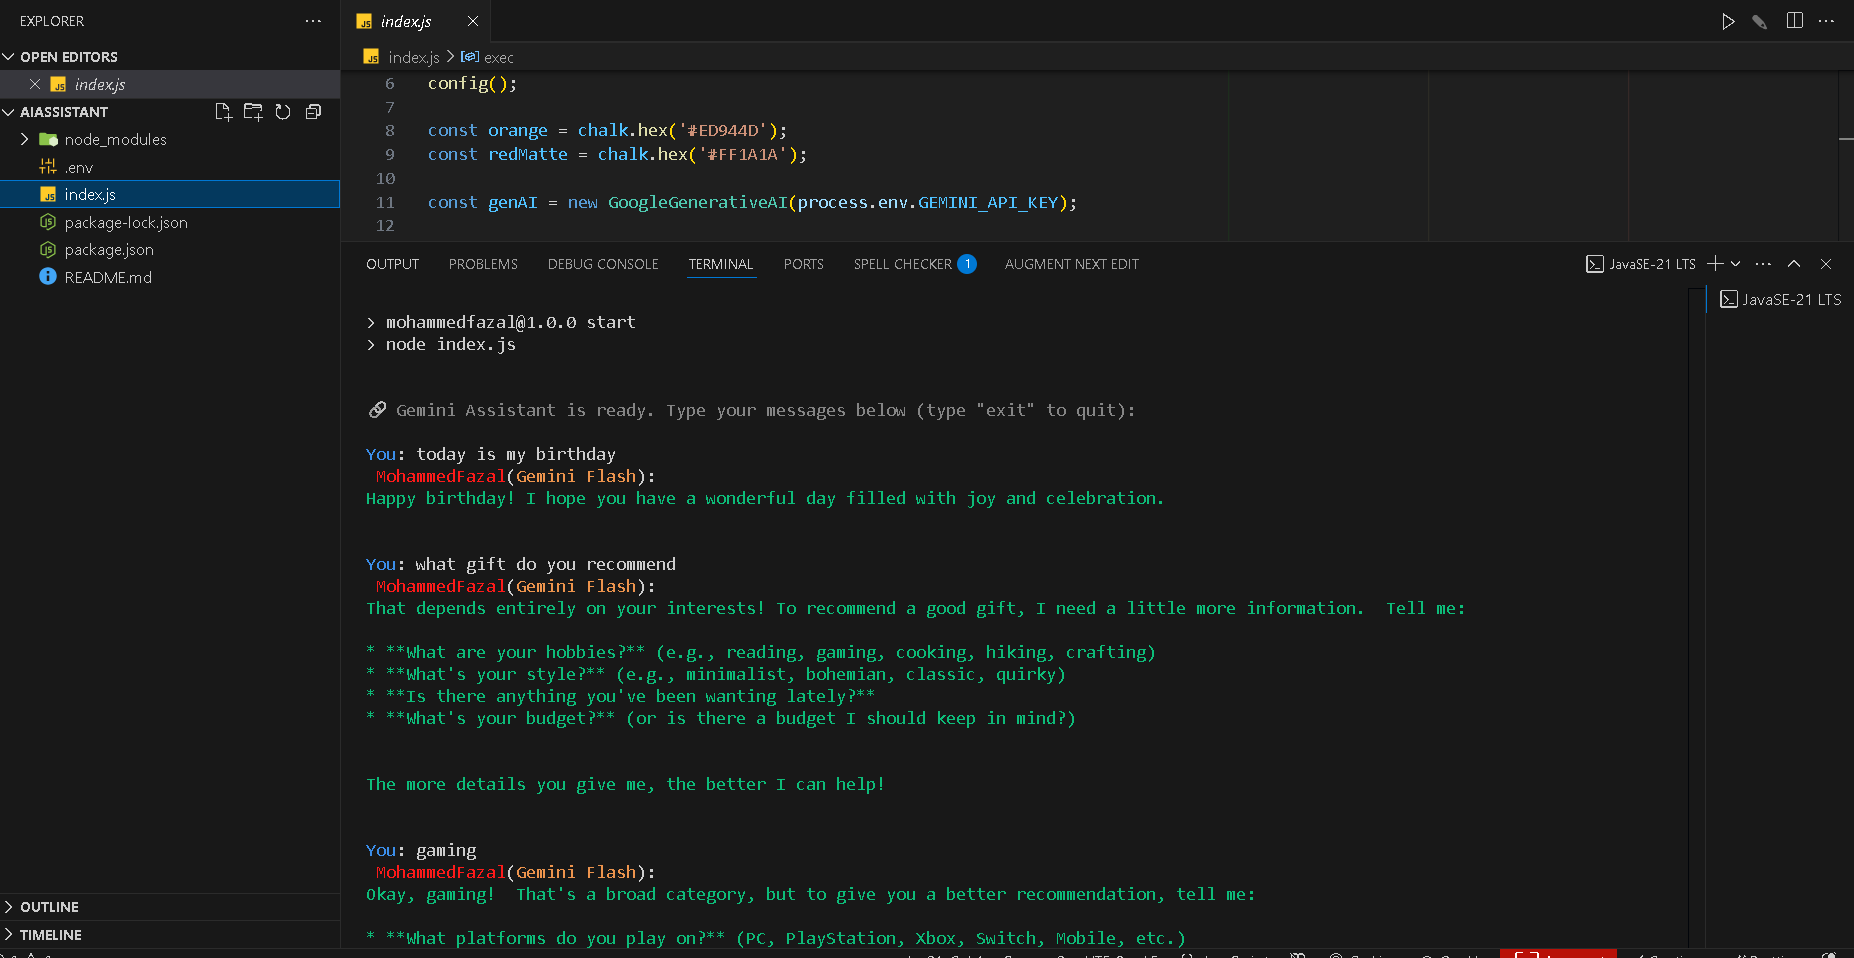 EXPLORER
OPEN EDITORS
index.js
AIASSISTANT
node_modules
.env
index.js
package-lock.json
package.json
README.md
OUTLINE
TIMELINE
index.js
index.js > exec
6 config();
7
8 const orange = chalk.hex('#ED944D');
9 const redMatte = chalk.hex('#FF1A1A');
10
11 const genAI = new GoogleGenerativeAI(process.env.GEMINI_API_KEY);
12
OUTPUT PROBLEMS DEBUG CONSOLE TERMINAL PORTS SPELL CHECKER 1 AUGMENT NEXT EDIT
JavaSE-21 LTS
JavaSE-21 LTS
> mohammedfazal@1.0.0 start
> node index.js
Gemini Assistant is ready. Type your messages below (type "exit" to quit):
You: today is my birthday
MohammedFazal(Gemini Flash):
Happy birthday! I hope you have a wonderful day filled with joy and celebration.
You: what gift do you recommend
MohammedFazal(Gemini Flash):
That depends entirely on your interests! To recommend a good gift, I need a little more information.  Tell me:
* **What are your hobbies?** (e.g., reading, gaming, cooking, hiking, crafting)
* **What's your style?** (e.g., minimalist, bohemian, classic, quirky)
* **Is there anything you've been wanting lately?**
* **What's your budget?** (or is there a budget I should keep in mind?)
The more details you give me, the better I can help!
You: gaming
MohammedFazal(Gemini Flash):
Okay, gaming!  That's a broad category, but to give you a better recommendation, tell me:
* **What platforms do you play on?** (PC, PlayStation, Xbox, Switch, Mobile, etc.)